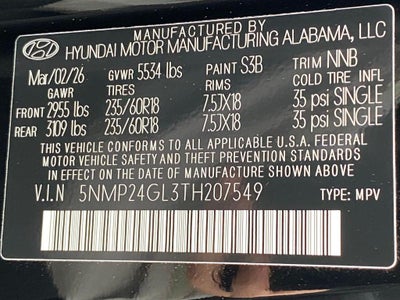 MANUFACTURED BY
HYUNDAI MOTOR MANUFACTURING ALABAMA, LLC
Mar/02/26 GVWR 5534 lbs PAINT S3B TRIM NNB
GAWR TIRES RIMS COLD TIRE INFL
FRONT 2955 lbs 235/60R18 7.5JX18 35 psi SINGLE
REAR 3109 lbs 235/60R18 7.5JX18 35 psi SINGLE
THIS VEHICLE CONFORMS TO ALL APPLICABLE U.S.A. FEDERAL
MOTOR VEHICLE SAFETY AND THEFT PREVENTION STANDARDS
IN EFFECT ON THE DATE OF MANUFACTURE SHOWN ABOVE
V.I.N 5NMP24GL3TH207549 TYPE: MPV